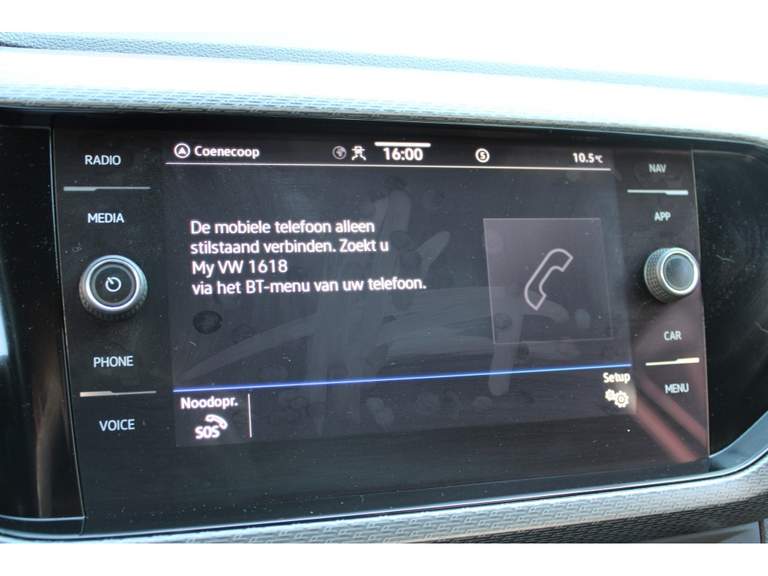 RADIO
MEDIA
PHONE
VOICE
Coenecoop
16:00
5
10.5°C
De mobiele telefoon alleen
stilstaand verbinden. Zoekt u
My VW 1618
via het BT-menu van uw telefoon.
Noodopr.
SOS
Setup
NAV
APP
CAR
MENU